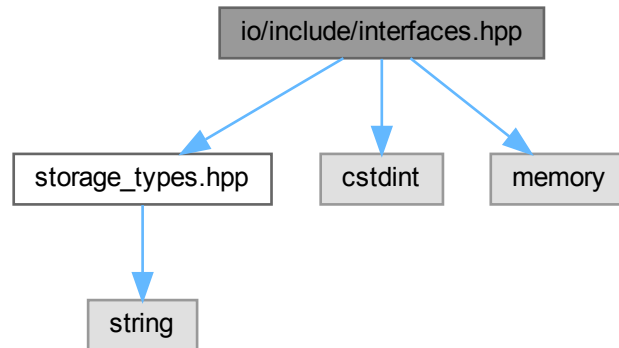 io/include/interfaces.hpp
storage_types.hpp
cstdint
memory
string